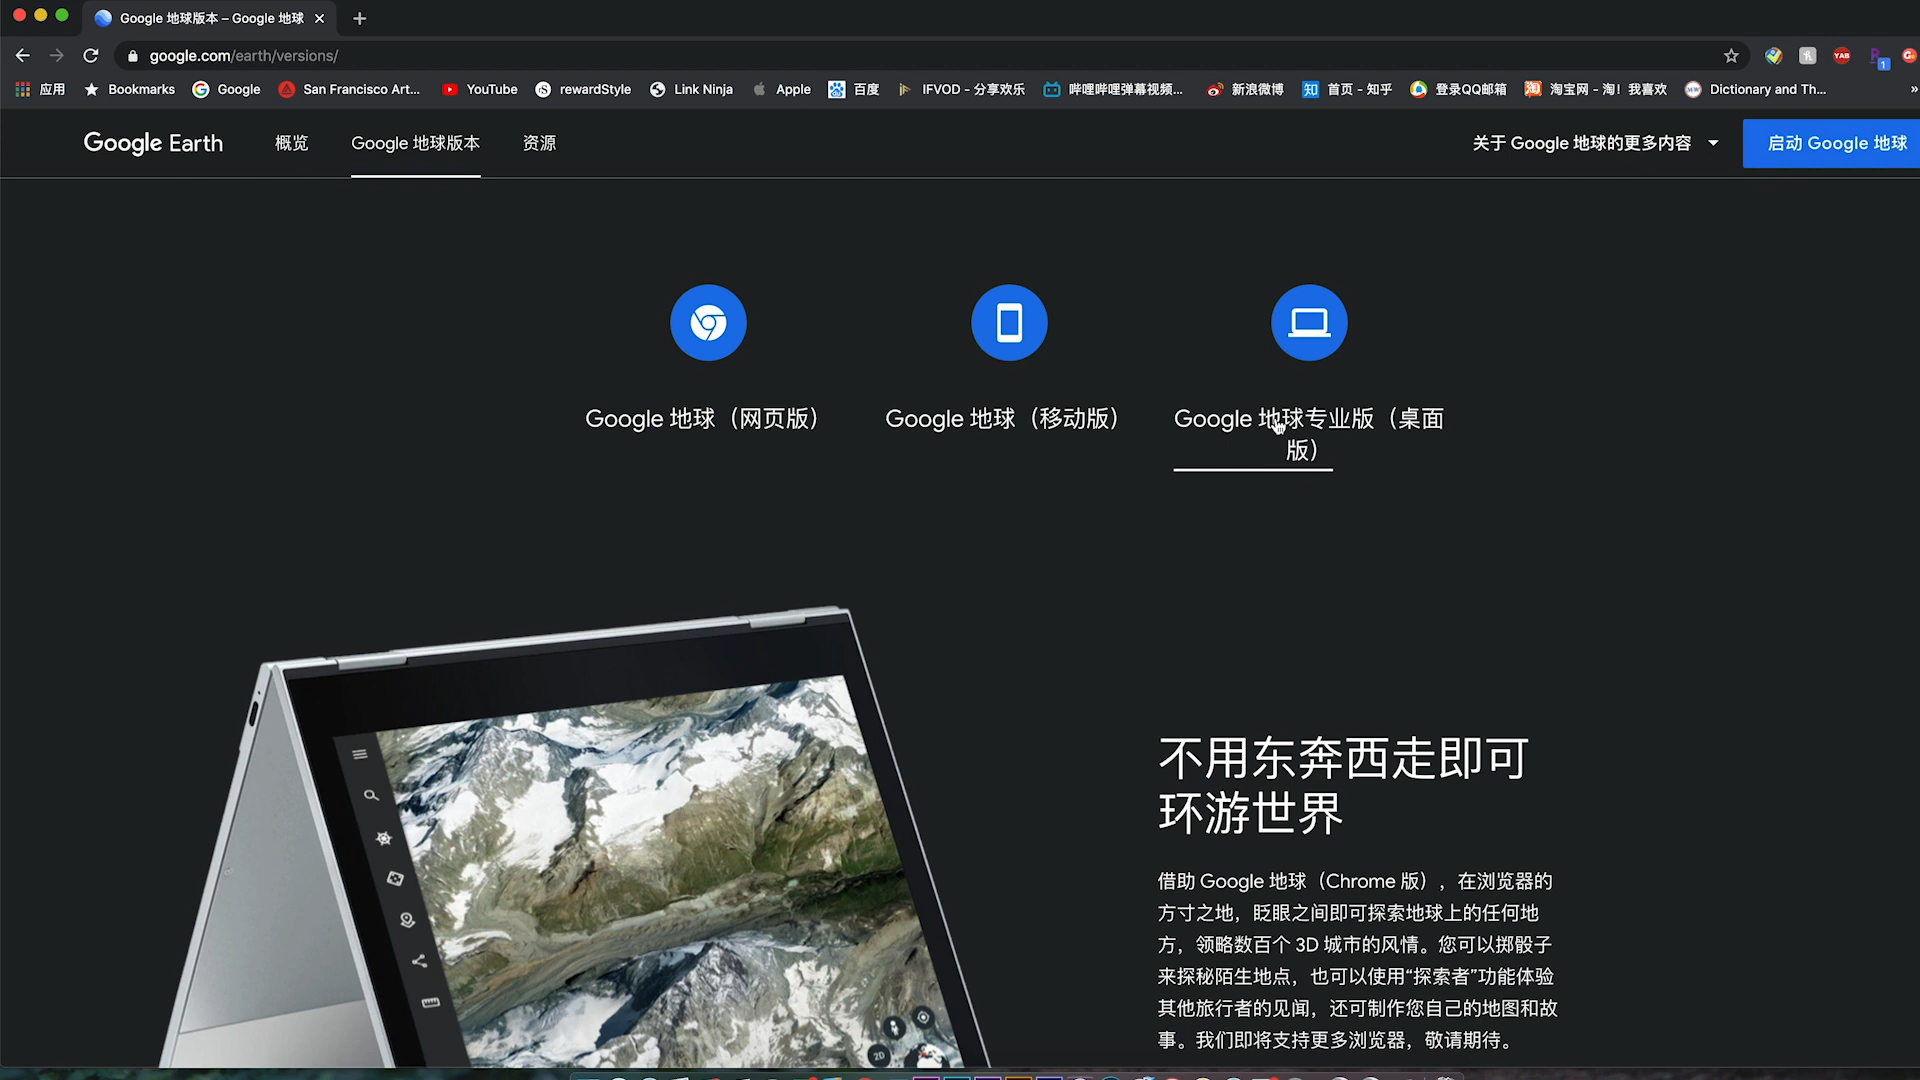 Google 地球版本 – Google 地球
google.com/earth/versions/
应用 Bookmarks Google San Francisco Art... YouTube rewardStyle Link Ninja Apple 百度 IFVOD - 分享欢乐 哔哩哔哩弹幕视频... 新浪微博 知 首页 - 知乎 登录QQ邮箱 淘 淘宝网 - 淘！我喜欢 Dictionary and Th... »
YAB
1
Google Earth 概览 Google 地球版本 资源 关于 Google 地球的更多内容 启动 Google 地球
Google 地球（网页版） Google 地球（移动版） Google 地球专业版（桌面
版）
不用东奔西走即可
环游世界
借助 Google 地球（Chrome 版），在浏览器的
方寸之地，眨眼之间即可探索地球上的任何地
方，领略数百个 3D 城市的风情。您可以掷骰子
来探秘陌生地点，也可以使用“探索者”功能体验
其他旅行者的见闻，还可制作您自己的地图和故
事。我们即将支持更多浏览器，敬请期待。
2D